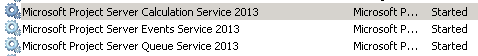 Microsoft Project Server Calculation Service 2013 Microsoft P... Started
Microsoft Project Server Events Service 2013 Microsoft P... Started
Microsoft Project Server Queue Service 2013 Microsoft P... Started